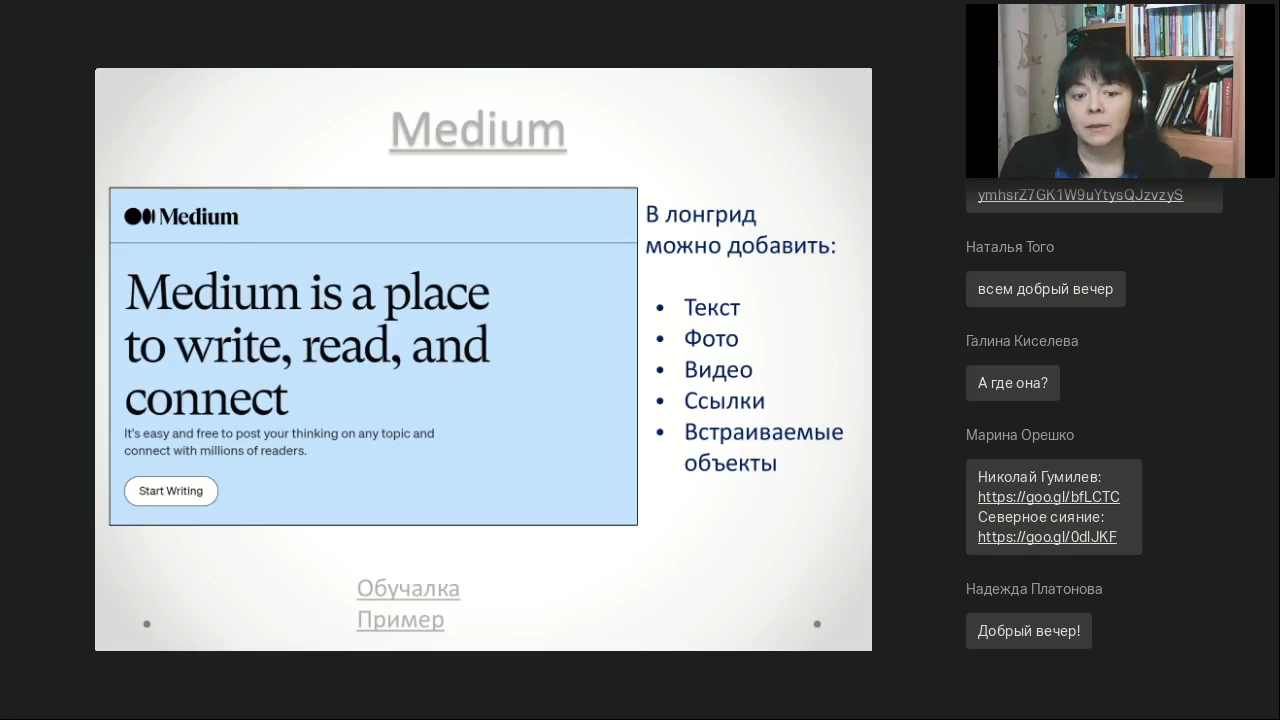 Medium
Medium
Medium is a place
to write, read, and
connect
It's easy and free to post your thinking on any topic and
connect with millions of readers.
Start Writing
В лонгрид
можно добавить:
• Текст
• Фото
• Видео
• Ссылки
• Встраиваемые
объекты
Обучалка
Пример
ymhsrZ7GK1W9uYtysQJzvzyS
Наталья Того
всем добрый вечер
Галина Киселева
А где она?
Марина Орешко
Николай Гумилев:
https://goo.gl/bfLCTC
Северное сияние:
https://goo.gl/0dlJKF
Надежда Платонова
Добрый вечер!